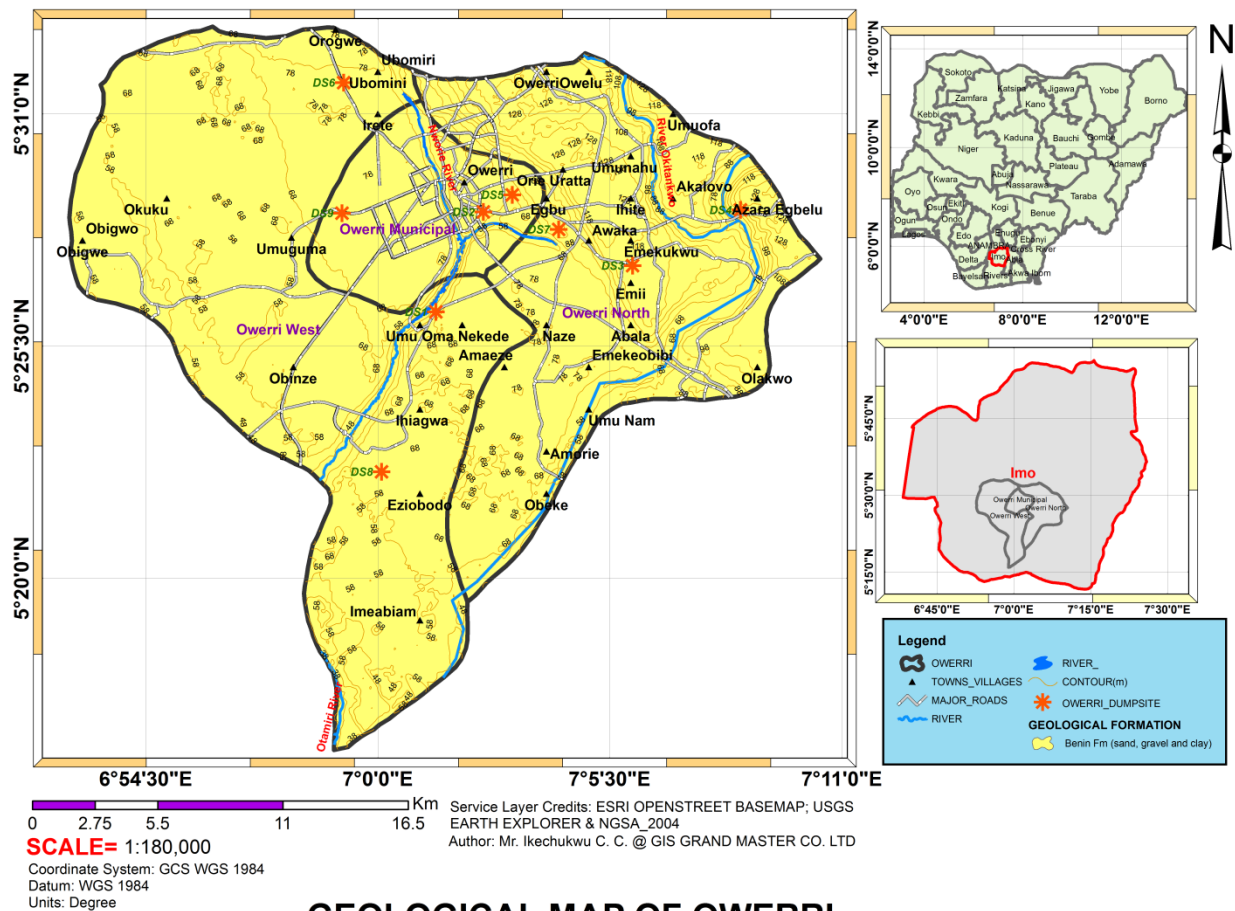 Orogwe
Ubomiri
DS6
Ubomini
Irete
OwerriOwelu
Umuofa
Nworie River
River Okitankwo
Umunahu
Owerri
Orie Uratta
Akalovo
DS5
DS2
Egbu
Ihite
DS4
Azara Egbelu
Okuku
DS9
Obigwo
Owerri Municipal
DS7
Awaka
Umuguma
Obigwe
Emekukwu
DS3
Emii
Owerri West
Owerri North
Umu Oma Nekede
Naze
Abala
Amaeze
Emekeobibi
Obinze
Olakwo
Ihiagwa
Umu Nam
Amorie
DS8
Eziobodo
Obeke
Imeabiam
Otamiri River
5°31'0"N
5°25'30"N
5°20'0"N
6°54'30"E 7°0'0"E 7°5'30"E 7°11'0"E
Km
0 2.75 5.5 11 16.5
SCALE= 1:180,000
Coordinate System: GCS WGS 1984
Datum: WGS 1984
Units: Degree
Service Layer Credits: ESRI OPENSTREET BASEMAP; USGS
EARTH EXPLORER & NGSA_2004
Author: Mr. Ikechukwu C. C. @ GIS GRAND MASTER CO. LTD
GEOLOGICAL MAP OF OWERRI
N
14°0'0"N
10°0'0"N
6°0'0"N
Sokoto
Katsina
Jigawa
Yobe
Borno
Zamfara
Kano
Kebbi
Kaduna
Bauchi
Gombe
Niger
Adamawa
Plateau
Kwara
Abuja
Nassarawa
Taraba
Oyo
Ekiti
Kogi
Osun
Benue
Ogun
Ondo
Lagos
Edo
Enugu
ANAMBRA
Ebonyi
Cross River
Delta
Imo
Abia
Bayelsa
Rivers
Akwa Ibom
4°0'0"E 8°0'0"E 12°0'0"E
5°45'0"N
5°30'0"N
5°15'0"N
Imo
Owerri Municipal
Owerri North
Owerri West
6°45'0"E 7°0'0"E 7°15'0"E 7°30'0"E
Legend
OWERRI
TOWNS_VILLAGES
MAJOR_ROADS
RIVER
RIVER_
CONTOUR(m)
OWERRI_DUMPSITE
GEOLOGICAL FORMATION
Benin Fm (sand, gravel and clay)